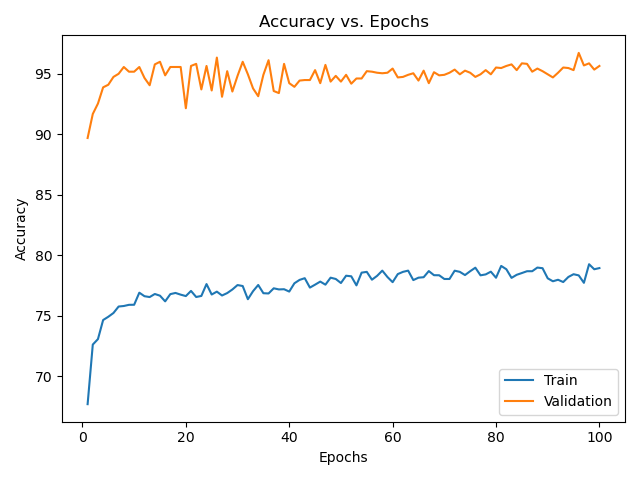 Accuracy vs. Epochs
Accuracy
95
90
85
80
75
70
0 20 40 60 80 100
Epochs
Train
Validation